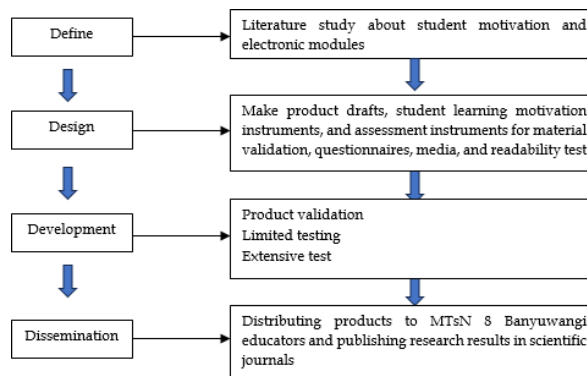 Define
Literature study about student motivation and
electronic modules
Design
Make product drafts, student learning motivation
instruments, and assessment instruments for material
validation, questionnaires, media, and readability test
Development
Product validation
Limited testing
Extensive test
Dissemination
Distributing products to MTsN 8 Banyuwangi
educators and publishing research results in scientific
journals